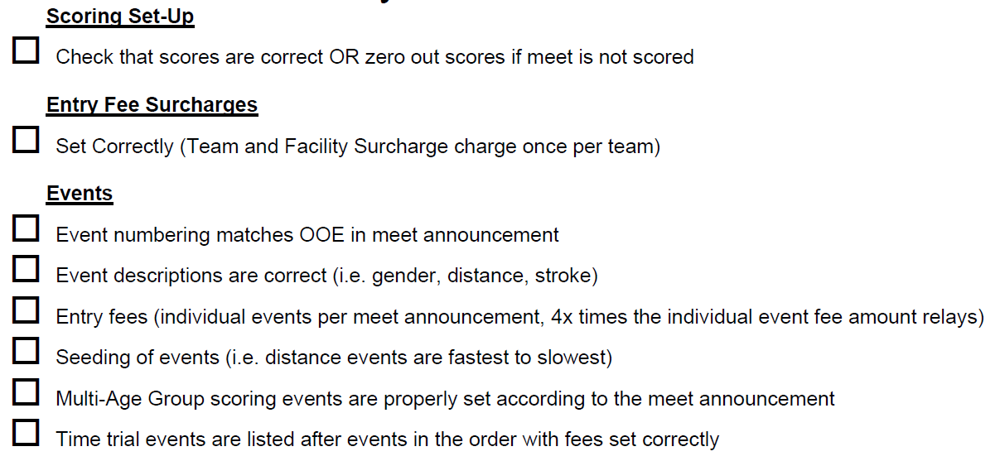 Scoring Set-Up
Check that scores are correct OR zero out scores if meet is not scored
Entry Fee Surcharges
Set Correctly (Team and Facility Surcharge charge once per team)
Events
Event numbering matches OOE in meet announcement
Event descriptions are correct (i.e. gender, distance, stroke)
Entry fees (individual events per meet announcement, 4x times the individual event fee amount relays)
Seeding of events (i.e. distance events are fastest to slowest)
Multi-Age Group scoring events are properly set according to the meet announcement
Time trial events are listed after events in the order with fees set correctly